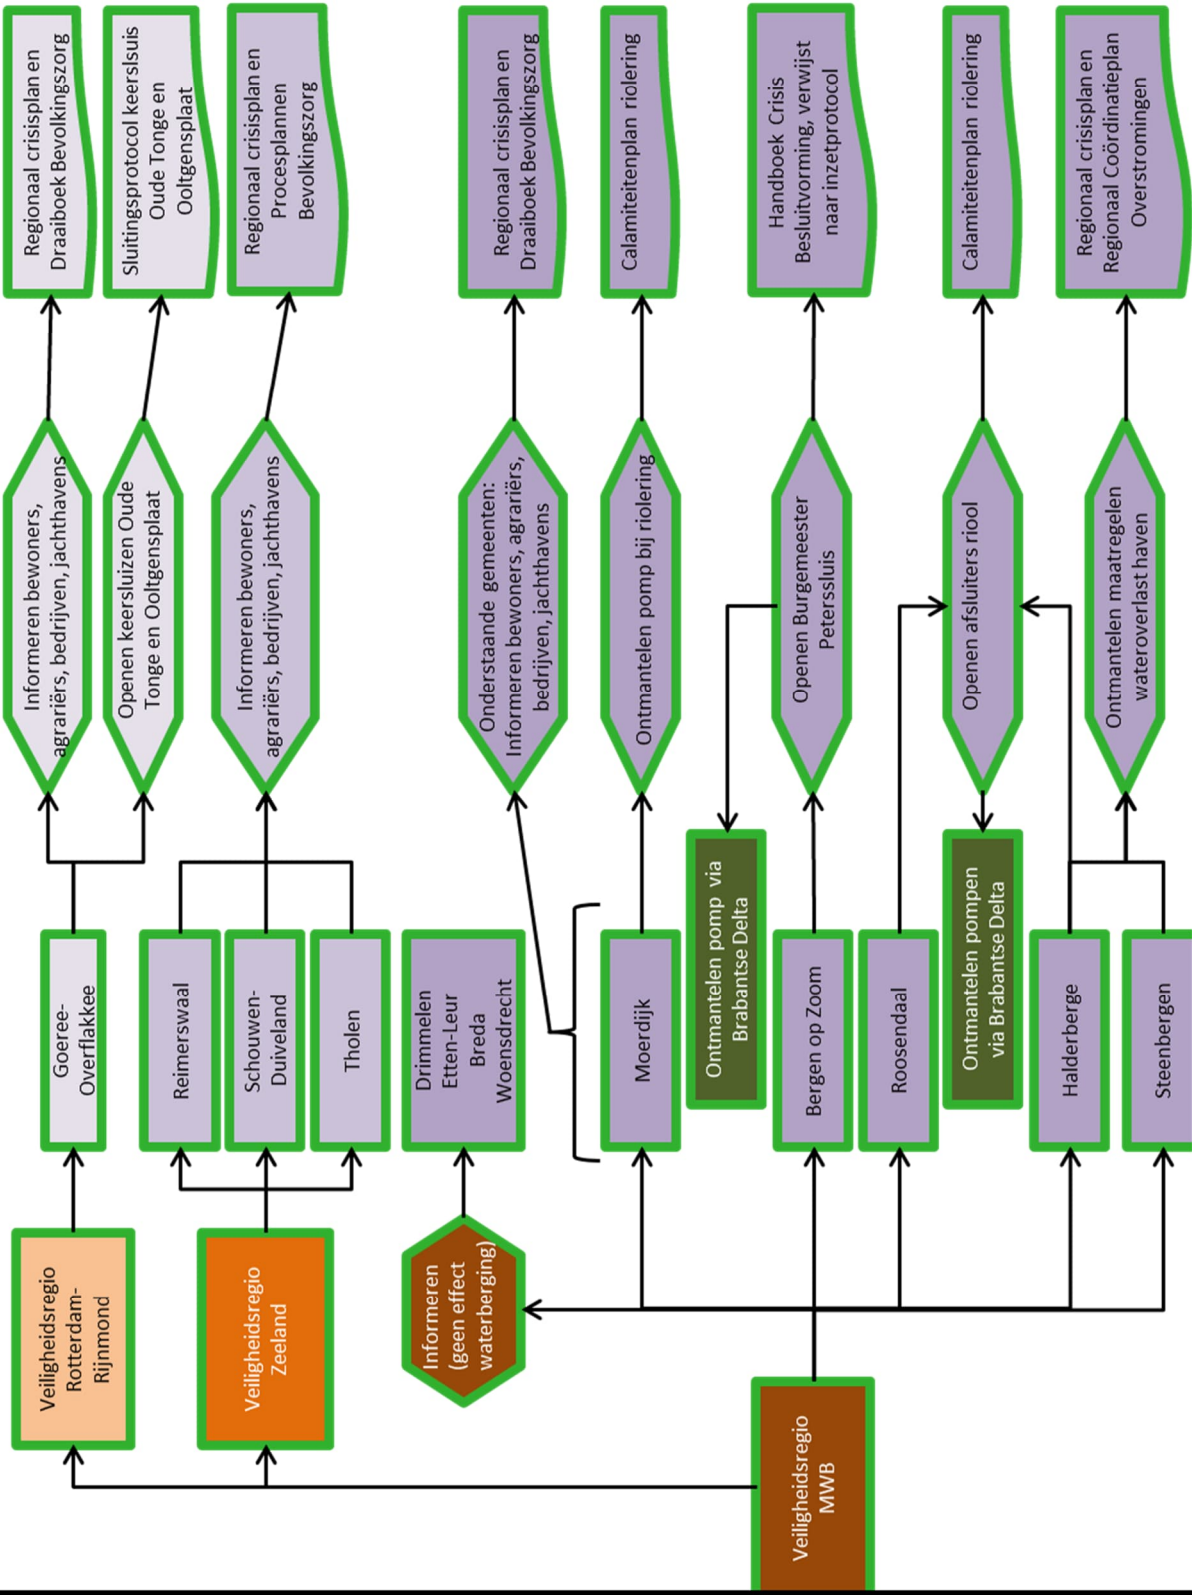 Veiligheidsregio
Rotterdam-
Rijnmond
Goeree-
Overflakkee
Informeren bewoners,
agrariërs, bedrijven, jachthavens
Regionaal crisisplan en
Draaiboek Bevolkingszorg
Openen keersluizen Oude
Tonge en Ooltgensplaat
Sluitingsprotocol keerslsuis
Oude Tonge en
Ooltgensplaat
Veiligheidsregio
Zeeland
Reimerswaal
Schouwen-
Duiveland
Tholen
Informeren bewoners,
agrariërs, bedrijven, jachthavens
Regionaal crisisplan en
Procesplannen
Bevolkingszorg
Informeren
(geen effect
waterberging)
Drimmelen
Etten-Leur
Breda
Woensdrecht
Onderstaande gemeenten:
Informeren bewoners, agrariërs,
bedrijven, jachthavens
Regionaal crisisplan en
Draaiboek Bevolkingszorg
Moerdijk
Ontmantelen pomp bij riolering
Calamiteitenplan riolering
Ontmantelen pomp via
Brabantse Delta
Veiligheidsregio
MWB
Bergen op Zoom
Openen Burgemeester
Peterssluis
Handboek Crisis
Besluitvorming, verwijst
naar inzetprotocol
Roosendaal
Ontmantelen pompen
via Brabantse Delta
Openen afsluiters riool
Calamiteitenplan riolering
Halderberge
Steenbergen
Ontmantelen maatregelen
wateroverlast haven
Regionaal crisisplan en
Regionaal Coördinatieplan
Overstromingen